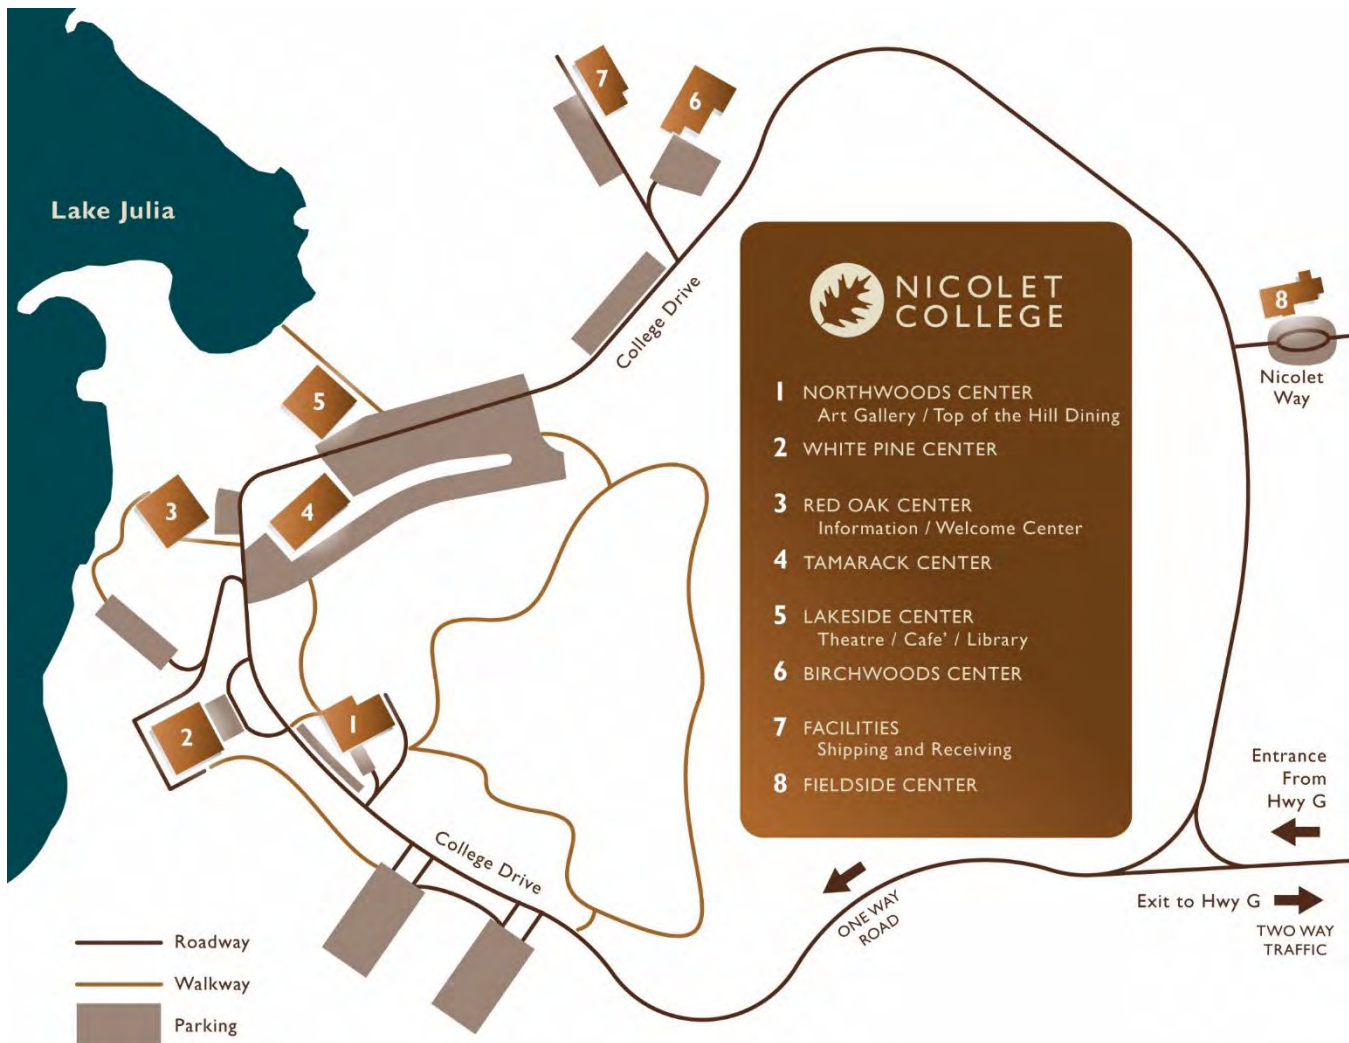 7
6
Lake Julia
College Drive
NICOLET
COLLEGE
8
Nicolet
Way
5
4
3
2
1
1 NORTHWOODS CENTER
Art Gallery / Top of the Hill Dining
2 WHITE PINE CENTER
3 RED OAK CENTER
Information / Welcome Center
4 TAMARACK CENTER
5 LAKESIDE CENTER
Theatre / Cafe' / Library
6 BIRCHWOODS CENTER
7 FACILITIES
Shipping and Receiving
8 FIELDSIDE CENTER
Entrance
From
Hwy G
College Drive
ONE WAY
ROAD
Exit to Hwy G
TWO WAY
TRAFFIC
Roadway
Walkway
Parking